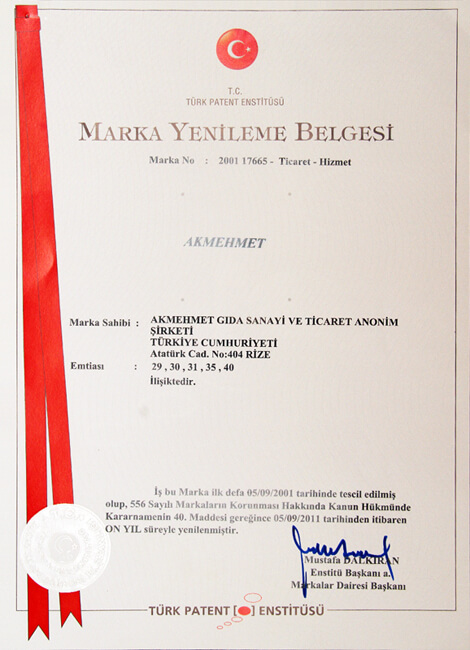 T.C.
TÜRK PATENT ENSTİTÜSÜ
MARKA YENİLEME BELGESİ
Marka No : 2001 17665 - Ticaret - Hizmet
AKMEHMET
Marka Sahibi : AKMEHMET GIDA SANAYİ VE TİCARET ANONİM
ŞİRKETİ
TÜRKİYE CUMHURİYETİ
Atatürk Cad. No:404 RİZE
Emtiası : 29 , 30 , 31 , 35 , 40
İlişiktedir.
İş bu Marka ilk defa 05/09/2001 tarihinde tescil edilmiş
olup, 556 Sayılı Markaların Korunması Hakkında Kanun Hükmünde
Kararnamenin 40. Maddesi gereğince 05/09/2011 tarihinden itibaren
ON YIL süreyle yenilenmiştir.
Mustafa DALKIRAN
Enstitü Başkanı a.
Markalar Dairesi Başkanı
TÜRK PATENT ENSTİTÜSÜ